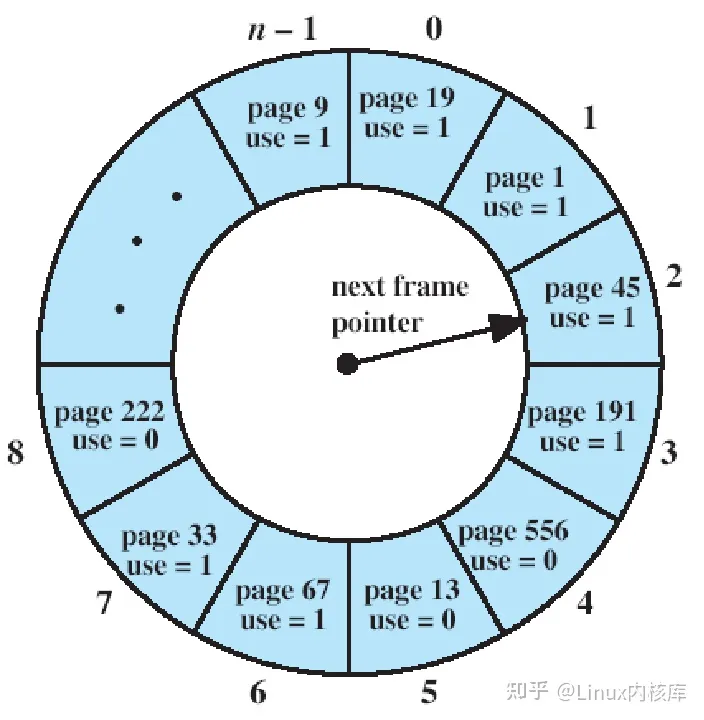 n – 1
0
page 9
use = 1
page 19
use = 1
1
page 1
use = 1
2
page 45
use = 1
next frame
pointer
page 191
use = 1
3
page 556
use = 0
4
page 13
use = 0
5
page 67
use = 1
6
page 33
use = 1
7
page 222
use = 0
8
知乎 @Linux内核库